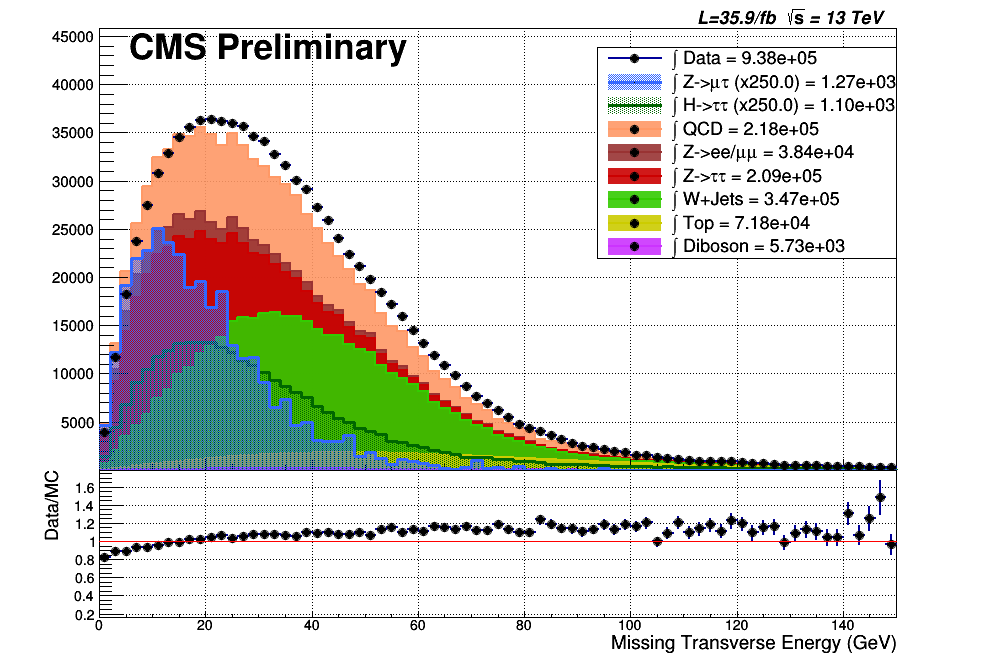 L=35.9/fb √s = 13 TeV
CMS Preliminary
45000
40000
35000
30000
25000
20000
15000
10000
5000
∫ Data = 9.38e+05
∫ Z->μτ (x250.0) = 1.27e+03
∫ H->ττ (x250.0) = 1.10e+03
∫ QCD = 2.18e+05
∫ Z->ee/μμ = 3.84e+04
∫ Z->ττ = 2.09e+05
∫ W+Jets = 3.47e+05
∫ Top = 7.18e+04
∫ Diboson = 5.73e+03
Data/MC
1.6
1.4
1.2
1
0.8
0.6
0.4
0.2
0 20 40 60 80 100 120 140
Missing Transverse Energy (GeV)